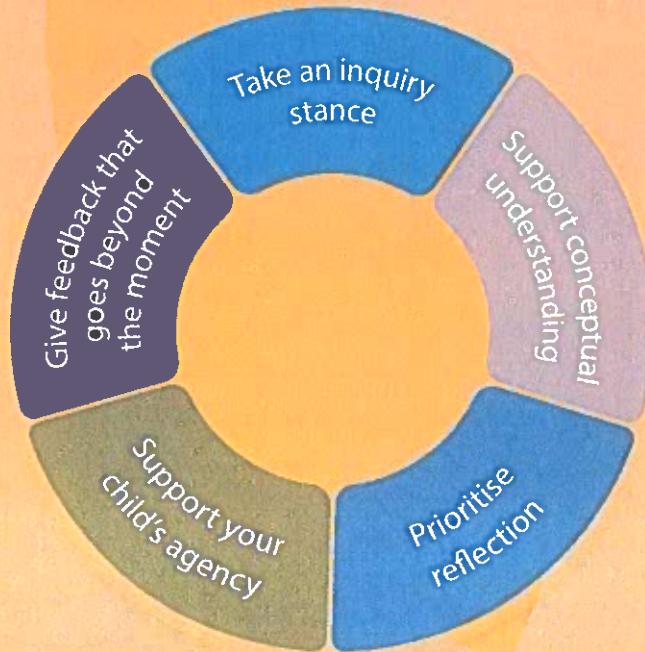 Take an inquiry
stance
Support conceptual
understanding
Prioritise
reflection
Support your
child's agency
Give feedback that
goes beyond
the moment